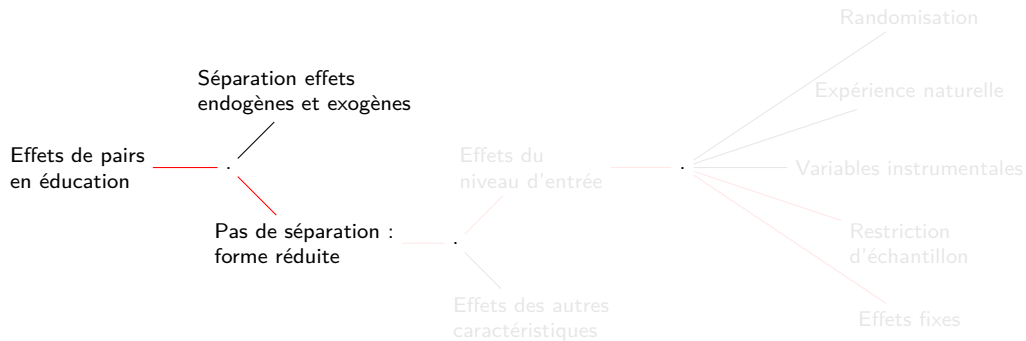 Randomisation
Séparation effets
endogènes et exogènes
Expérience naturelle
Effets de pairs
en éducation
Effets du
niveau d'entrée
Variables instrumentales
Pas de séparation :
forme réduite
Restriction
d'échantillon
Effets des autres
caractéristiques
Effets fixes